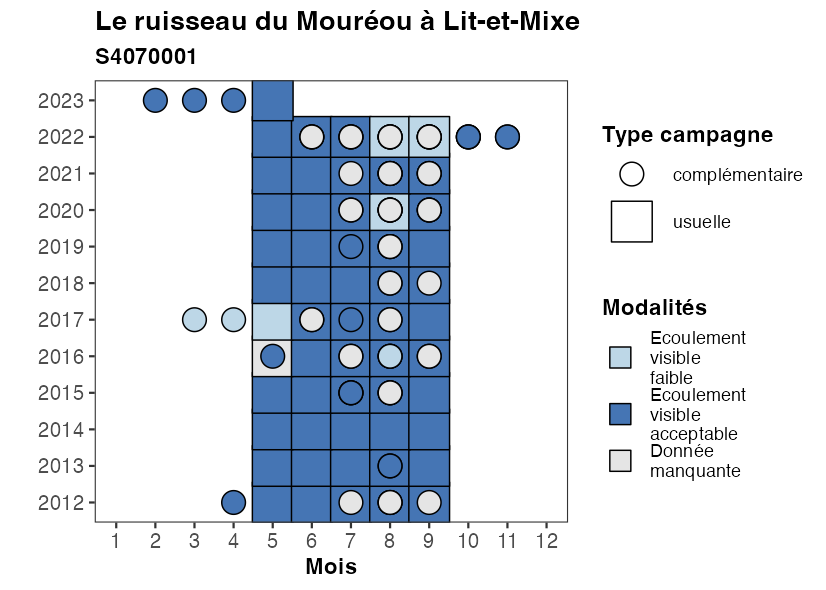 Le ruisseau du Mouréou à Lit-et-Mixe
S4070001
2023
2022
2021
2020
2019
2018
2017
2016
2015
2014
2013
2012
1 2 3 4 5 6 7 8 9 10 11 12
Mois
Type campagne
complémentaire
usuelle
Modalités
Ecoulement
visible
faible
Ecoulement
visible
acceptable
Donnée
manquante